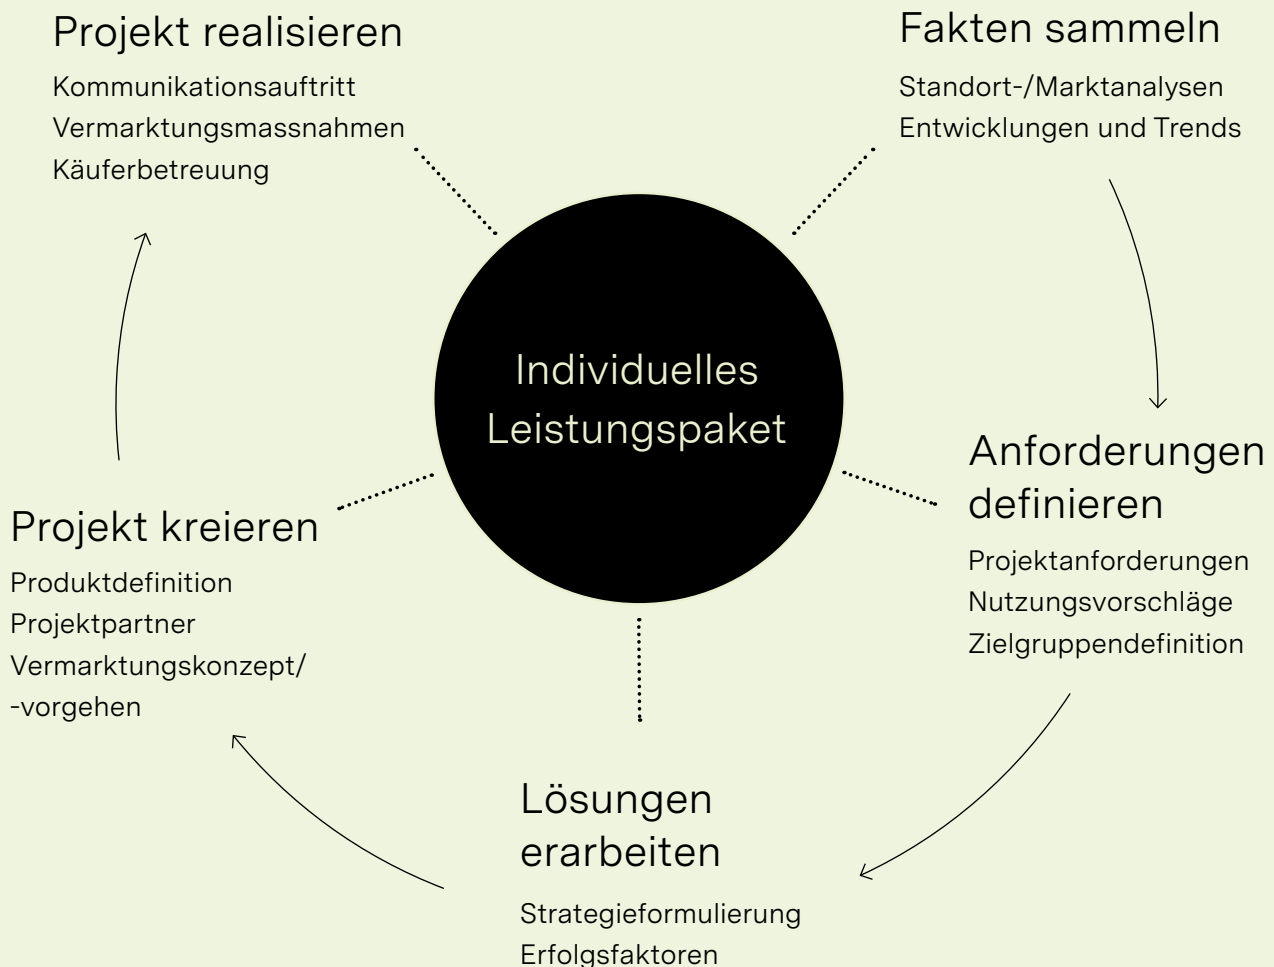 Projekt realisieren
Kommunikationsauftritt
Vermarktungsmassnahmen
Käuferbetreuung
Fakten sammeln
Standort-/Marktanalysen
Entwicklungen und Trends
Individuelles
Leistungspaket
Anforderungen
definieren
Projektanforderungen
Nutzungsvorschläge
Zielgruppendefinition
Projekt kreieren
Produktdefinition
Projektpartner
Vermarktungskonzept/
-vorgehen
Lösungen
erarbeiten
Strategieformulierung
Erfolgsfaktoren